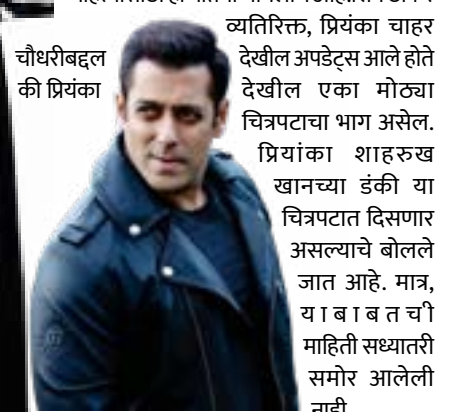 व्यतिरिक्त, प्रियंका चाहर
चौधरीबद्दल देखील अपडेट्स आले होते
की प्रियंका देखील एका मोठ्या
चित्रपटाचा भाग असेल.
प्रियांका शाहरुख
खानच्या डंकी या
चित्रपटात दिसणार
असल्याचे बोलले
जात आहे. मात्र,
याबाबतची
माहिती सध्यातरी
समोर आलेली
नाही